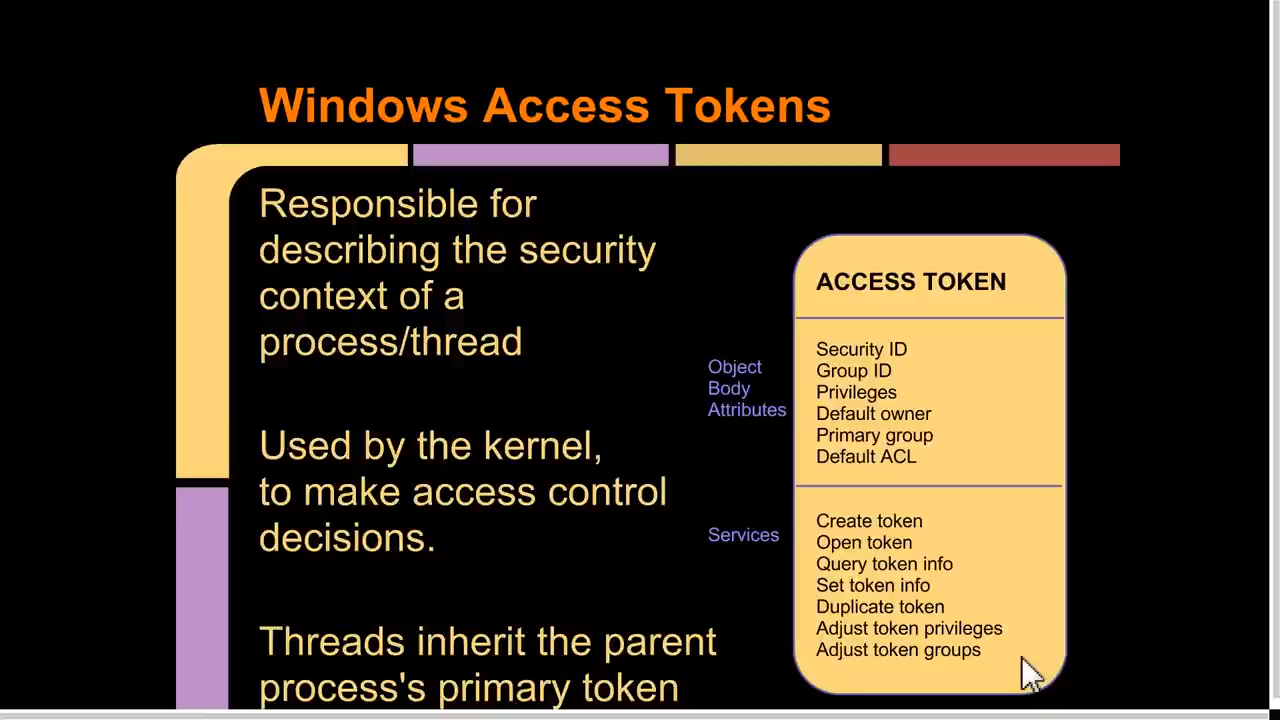 Windows Access Tokens
Responsible for
describing the security
context of a
process/thread
Used by the kernel,
to make access control
decisions.
Threads inherit the parent
process's primary token
Object
Body
Attributes
Services
ACCESS TOKEN
Security ID
Group ID
Privileges
Default owner
Primary group
Default ACL
Create token
Open token
Query token info
Set token info
Duplicate token
Adjust token privileges
Adjust token groups